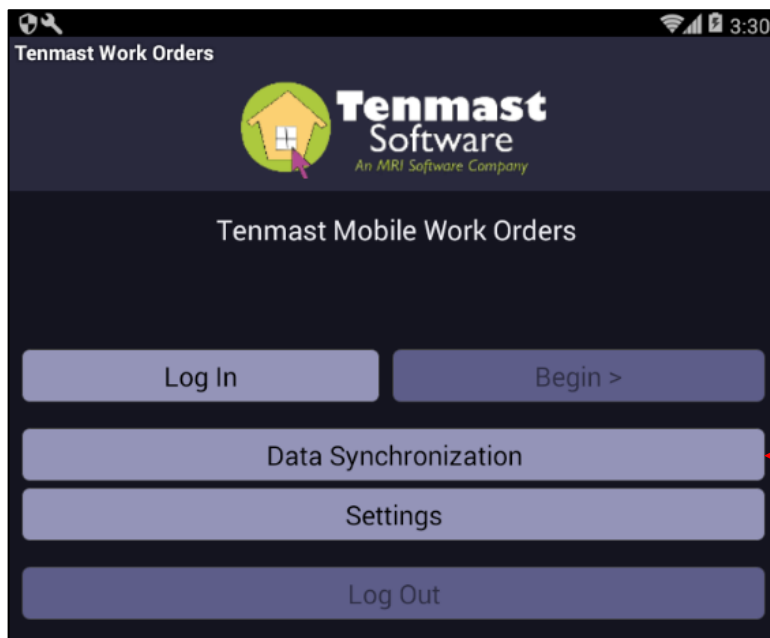 3:30
Tenmast Work Orders
Tenmast
Software
An MRI Software Company
Tenmast Mobile Work Orders
Log In
Begin >
Data Synchronization
Settings
Log Out